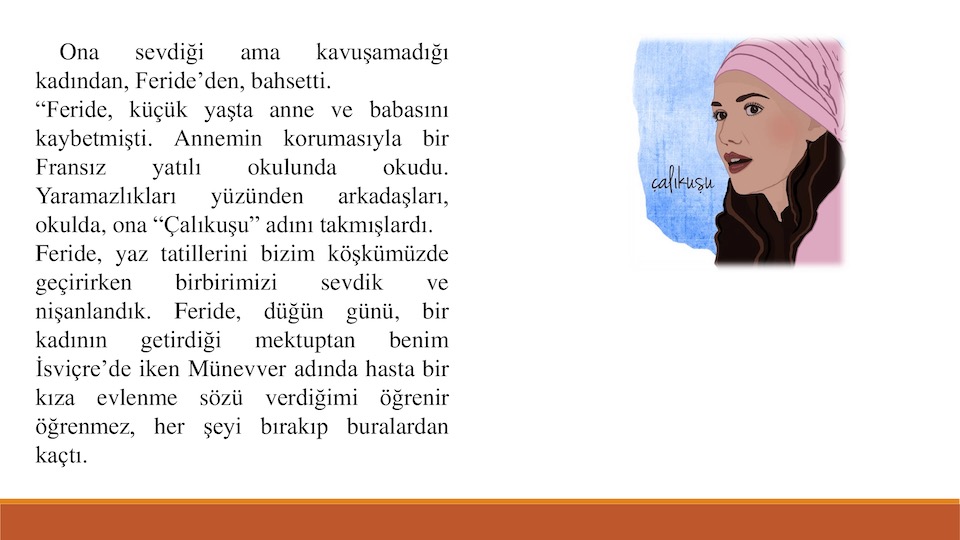 Ona sevdiği ama kavuşamadığı
kadından, Feride’den, bahsetti.
“Feride, küçük yaşta anne ve babasını
kaybetmişti. Annemin korumasıyla bir
Fransız yatılı okulunda okudu.
Yaramazlıkları yüzünden arkadaşları,
okulda, ona “Çalıkuşu” adını takmışlardı.
Feride, yaz tatillerini bizim köşkümüzde
geçirirken birbirimizi sevdik ve
nişanlandık. Feride, düğün günü, bir
kadının getirdiği mektuptan benim
İsviçre’de iken Münevver adında hasta bir
kıza evlenme sözü verdiğimi öğrenir
öğrenmez, her şeyi bırakıp buralardan
kaçtı.
çalıkuşu